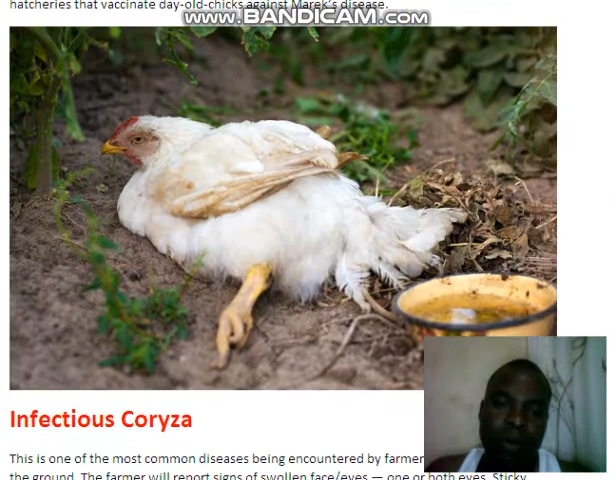 hatcheries that vaccinate day-old-chicks against Marek's disease.
www.BANDICAM.com
Infectious Coryza
This is one of the most common diseases being encountered by farmer
the ground. The farmer will report signs of swollen face/eyes — one or both eyes. Sticky